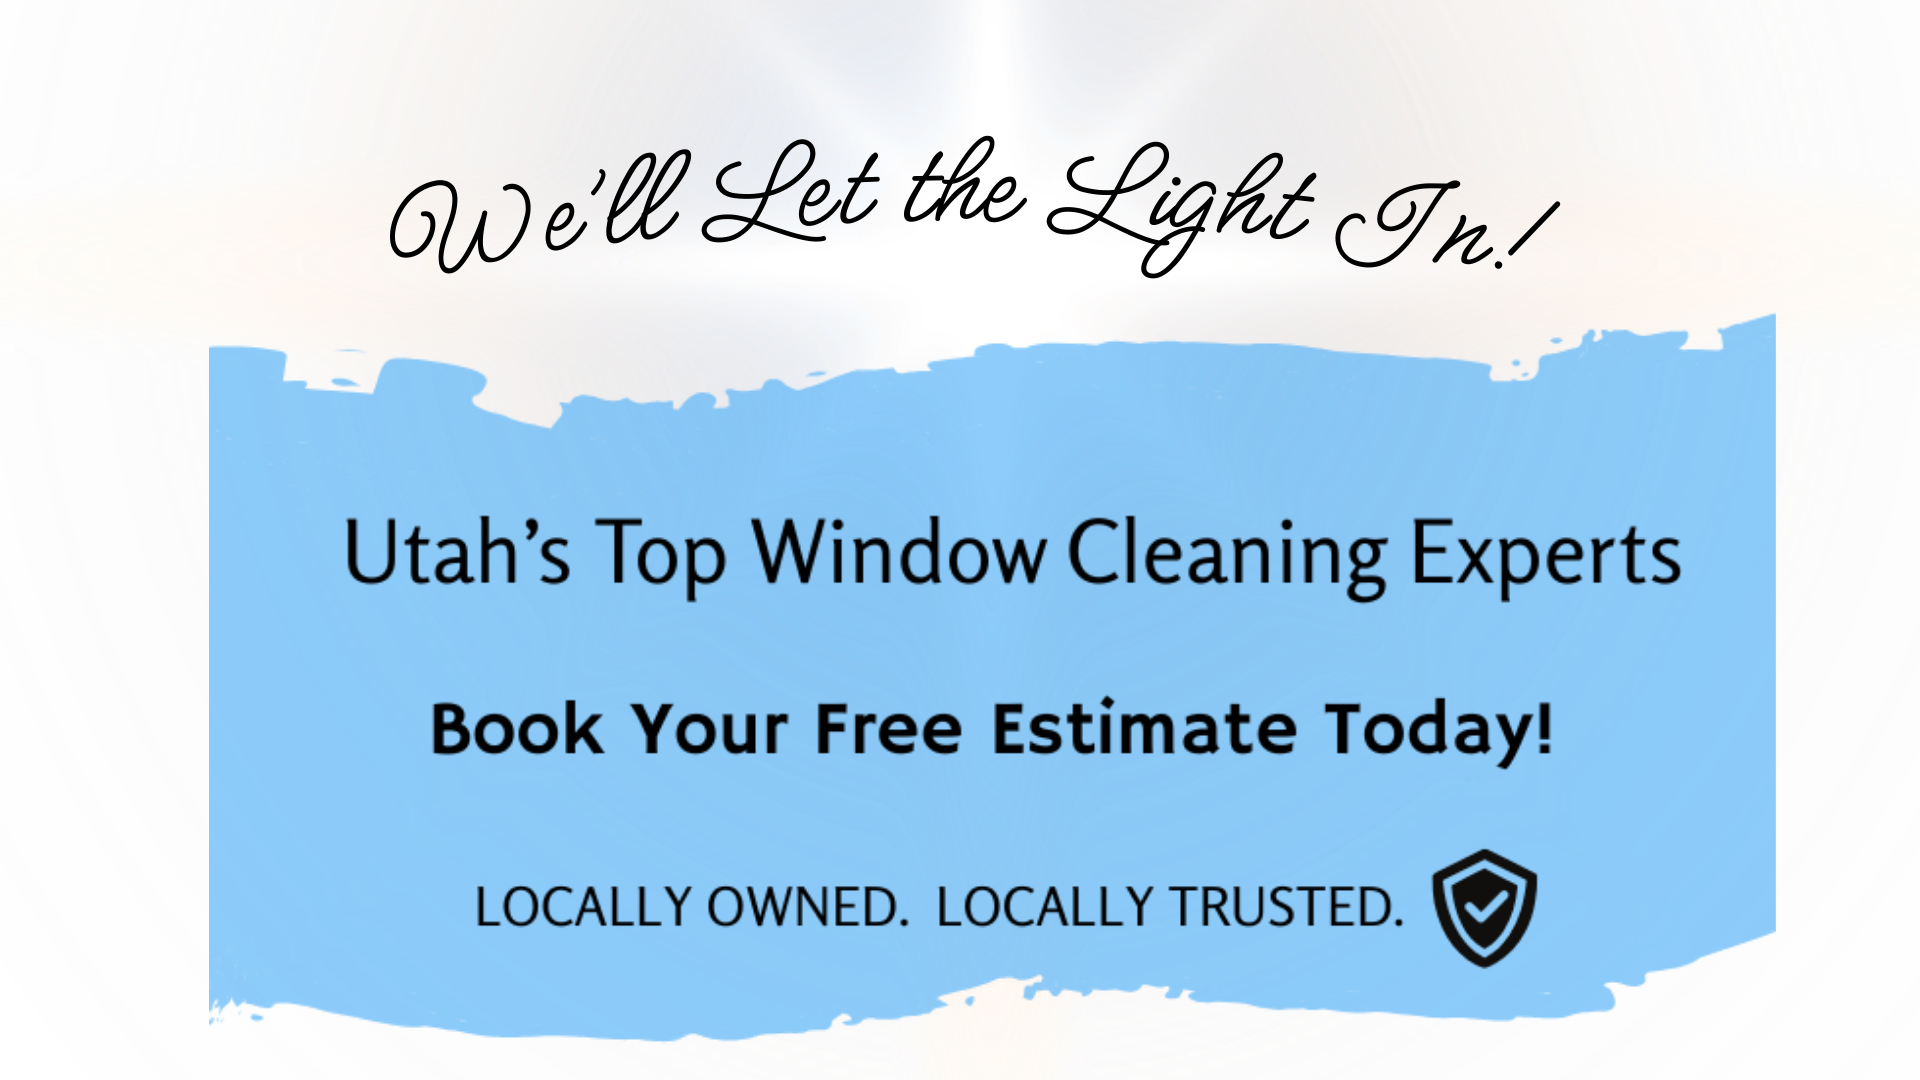 We’ll Let the Light In!
Utah’s Top Window Cleaning Experts
Book Your Free Estimate Today!
LOCALLY OWNED. LOCALLY TRUSTED.